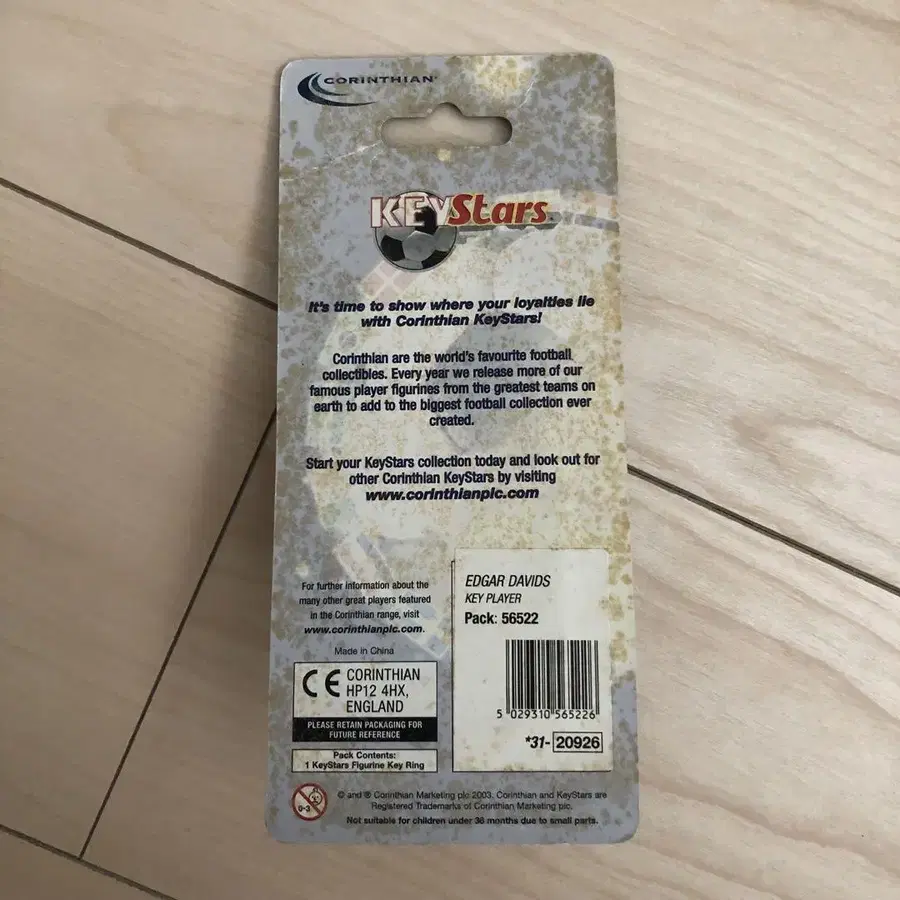 CORINTHIAN
KEYStars
It's time to show where your loyalties lie
with Corinthian KeyStars!
Corinthian are the world's favourite football
collectibles. Every year we release more of our
famous player figurines from the greatest teams on
earth to add to the biggest football collection ever
created.
Start your KeyStars collection today and look out for
other Corinthian KeyStars by visiting
www.corinthianplc.com
For further information about the
many other great players featured
in the Corinthian range, visit
www.corinthianplc.com.
Made in China
CE CORINTHIAN
HP12 4HX,
ENGLAND
PLEASE RETAIN PACKAGING FOR
FUTURE REFERENCE
Pack Contents:
1 KeyStars Figurine Key Ring
EDGAR DAVIDS
KEY PLAYER
Pack: 56522
5 029310 565226
*31-20926
0-3
© and ® Corinthian Marketing plc 2003. Corinthian and KeyStars are
Registered Trademarks of Corinthian Marketing plc.
Not suitable for children under 36 months due to small parts.